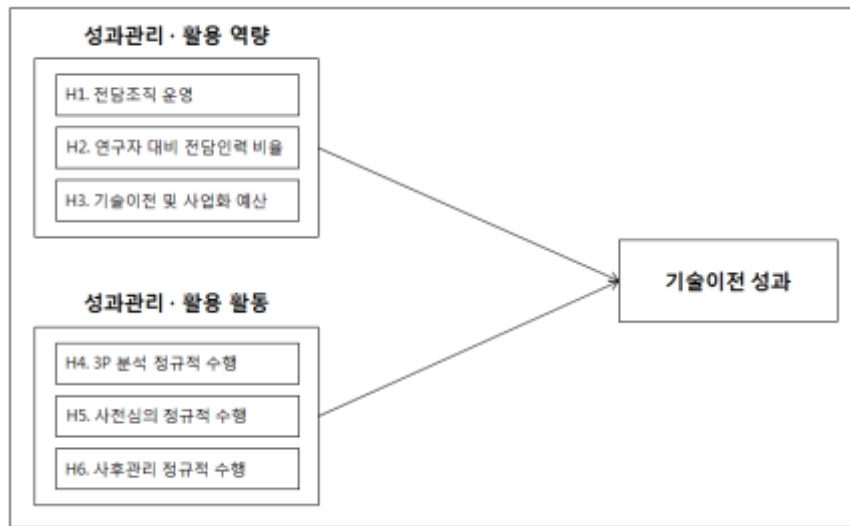 성과관리 · 활용 역량
H1. 전담조직 운영
H2. 연구자 대비 전담인력 비율
H3. 기술이전 및 사업화 예산
기술이전 성과
성과관리 · 활용 활동
H4. 3P 분석 정규적 수행
H5. 사전심의 정규적 수행
H6. 사후관리 정규적 수행